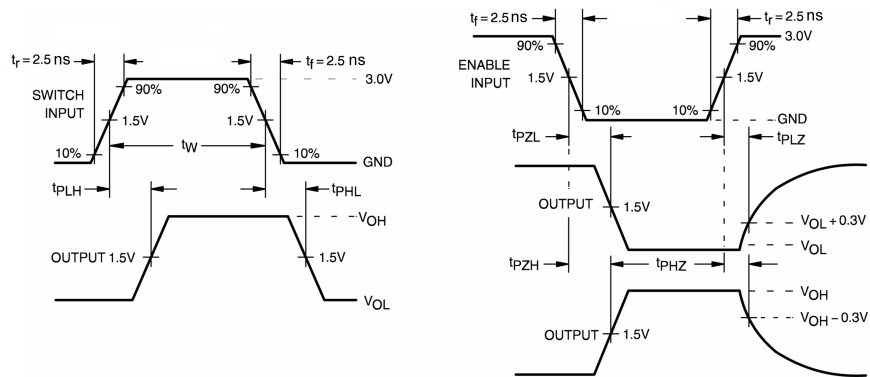 tr = 2.5 ns
tf = 2.5 ns
3.0V
90%
90%
SWITCH
INPUT
1.5V
1.5V
tW
10%
10%
GND
tPLH
tPHL
VOH
OUTPUT 1.5V
1.5V
VOL
tf = 2.5 ns
tr = 2.5 ns
3.0V
90%
90%
ENABLE
INPUT
1.5V
1.5V
10%
10%
GND
tPZL
tPLZ
OUTPUT
1.5V
VOL + 0.3V
VOL
tPZH
tPHZ
VOH
VOH – 0.3V
OUTPUT
1.5V